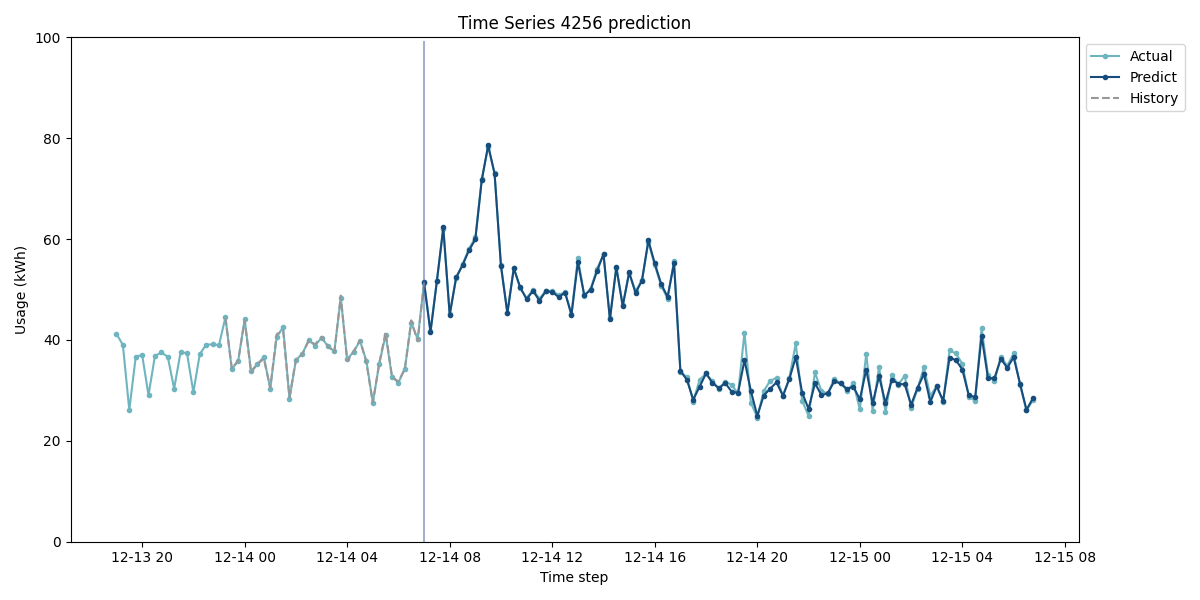 Time Series 4256 prediction
100
80
60
40
20
0
Usage (kWh)
12-13 20
12-14 00
12-14 04
12-14 08
12-14 12
12-14 16
12-14 20
12-15 00
12-15 04
12-15 08
Time step
Actual
Predict
History